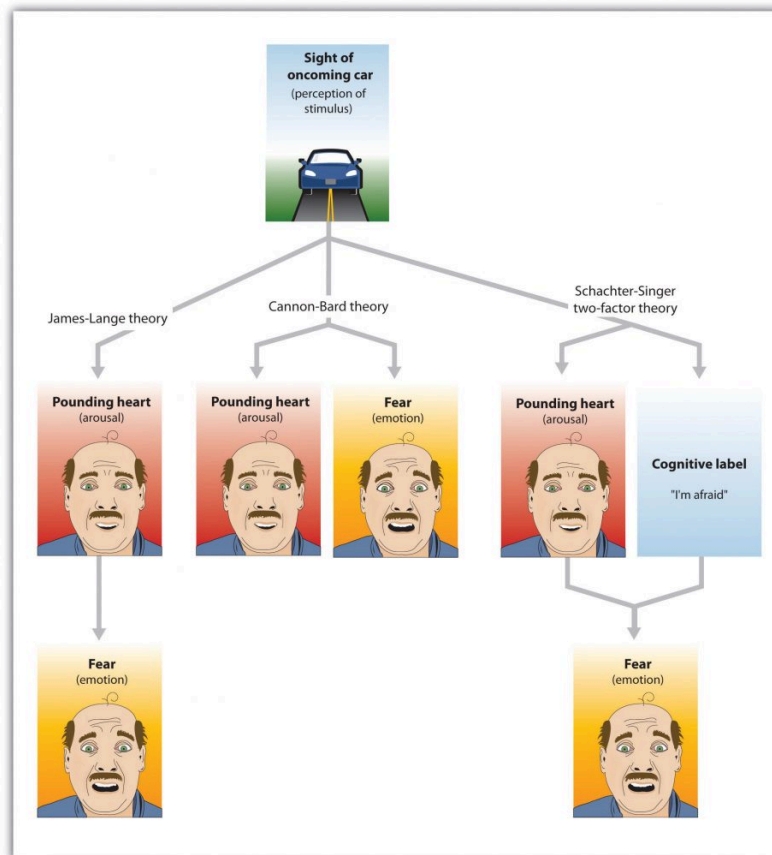 Sight of
oncoming car
(perception of
stimulus)
James-Lange theory
Cannon-Bard theory
Schachter-Singer
two-factor theory
Pounding heart
(arousal)
Pounding heart
(arousal)
Fear
(emotion)
Pounding heart
(arousal)
Cognitive label
"I'm afraid"
Fear
(emotion)
Fear
(emotion)